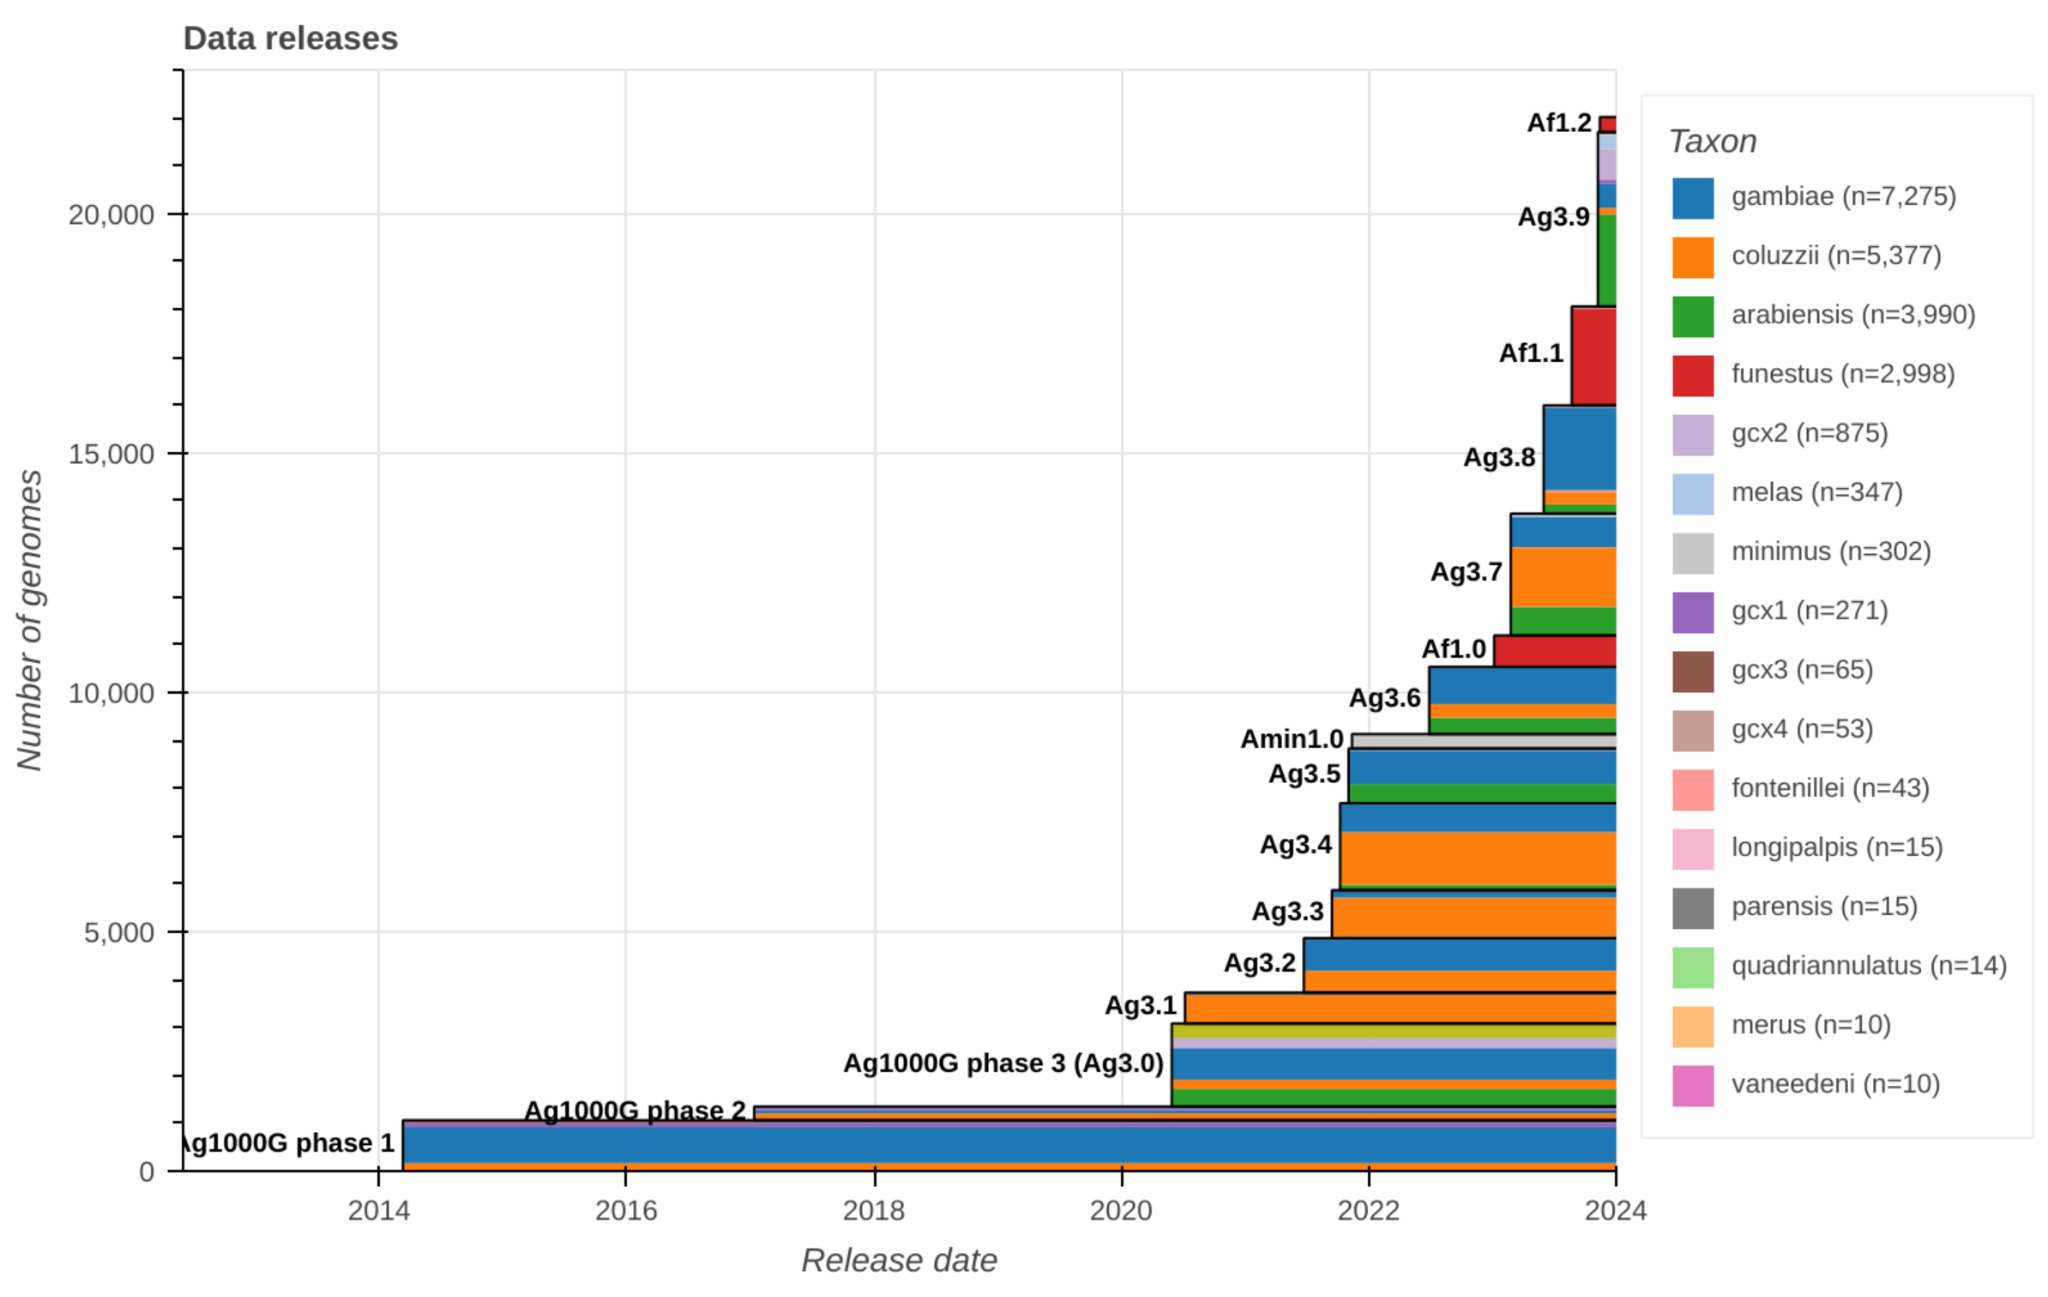 Data releases
Number of genomes
20,000
15,000
10,000
5,000
0
Af1.2
Ag3.9
Af1.1
Ag3.8
Ag3.7
Af1.0
Ag3.6
Amin1.0
Ag3.5
Ag3.4
Ag3.3
Ag3.2
Ag3.1
Ag1000G phase 3 (Ag3.0)
Ag1000G phase 2
Ag1000G phase 1
2014
2016
2018
2020
2022
2024
Release date
Taxon
gambiae (n=7,275)
coluzzii (n=5,377)
arabiensis (n=3,990)
funestus (n=2,998)
gcx2 (n=875)
melas (n=347)
minimus (n=302)
gcx1 (n=271)
gcx3 (n=65)
gcx4 (n=53)
fontenillei (n=43)
longipalpis (n=15)
parensis (n=15)
quadriannulatus (n=14)
merus (n=10)
vaneedeni (n=10)